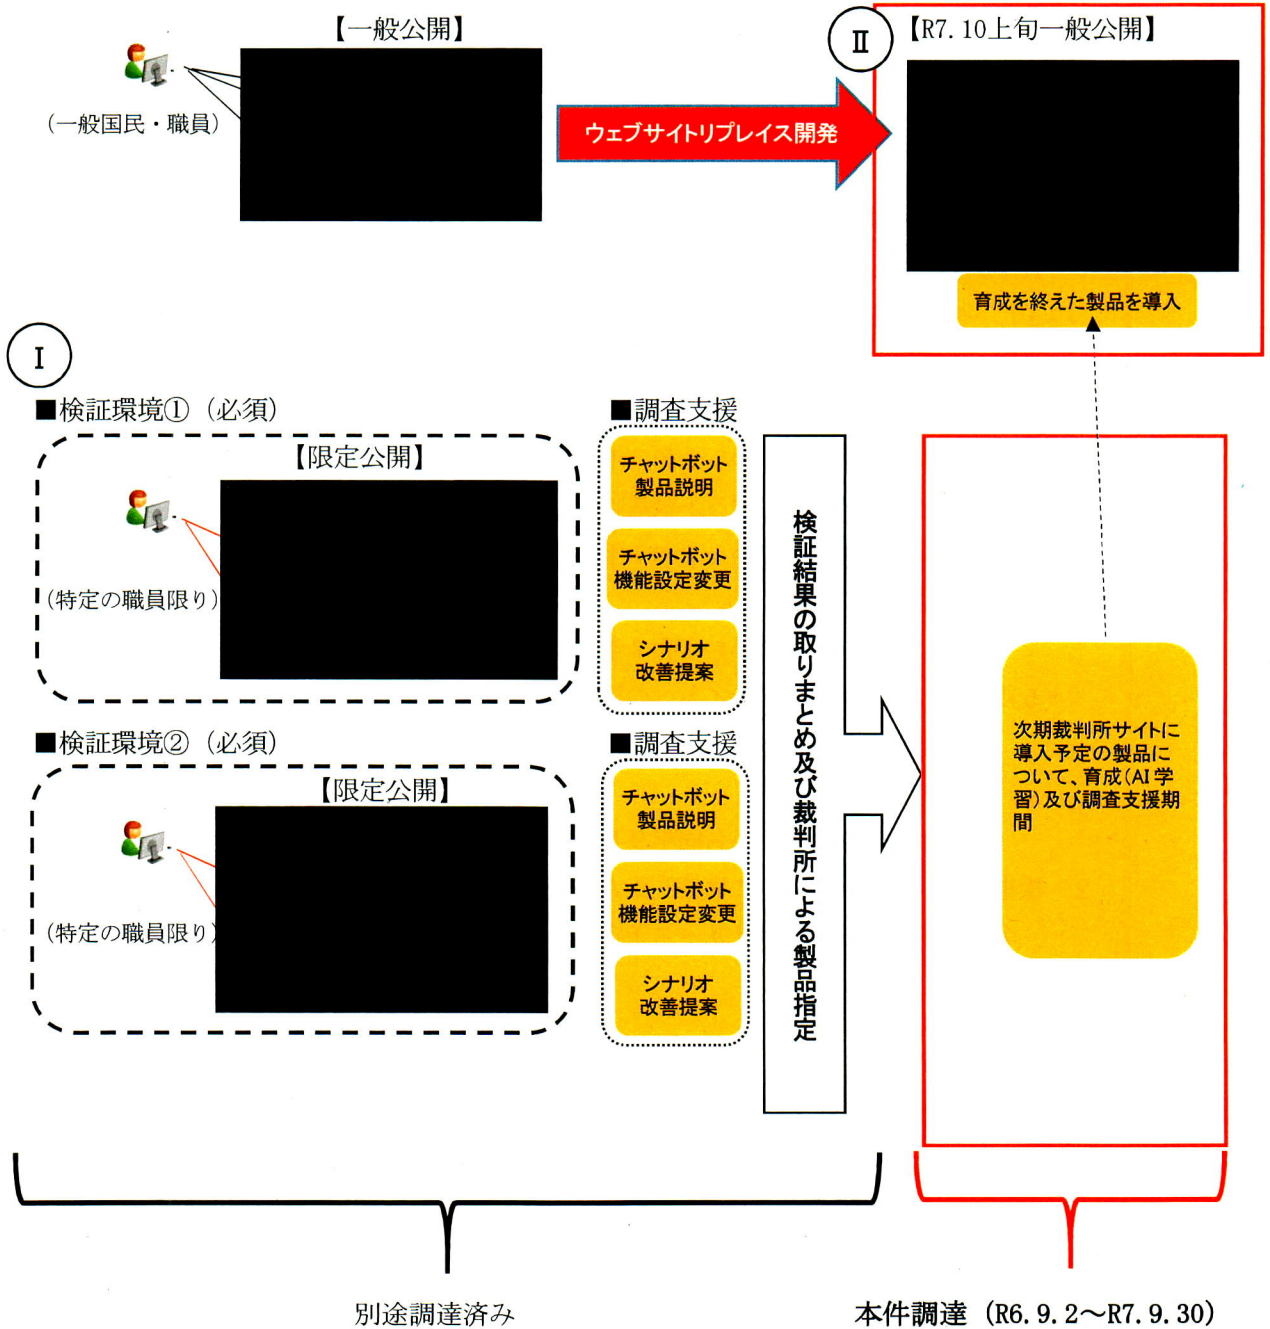 【一般公開】
(一般国民・職員)
ウェブサイトリプレイス開発
Ⅱ
【R7.10上旬一般公開】
育成を終えた製品を導入
Ⅰ
■検証環境①（必須）
【限定公開】
(特定の職員限り)
■調査支援
チャットボット
製品説明
チャットボット
機能設定変更
シナリオ
改善提案
■検証環境②（必須）
【限定公開】
(特定の職員限り)
■調査支援
チャットボット
製品説明
チャットボット
機能設定変更
シナリオ
改善提案
検証結果の取りまとめ及び裁判所による製品指定
次期裁判所サイトに
導入予定の製品に
ついて、育成(AI学
習)及び調査支援期
間
別途調達済み
本件調達（R6.9.2～R7.9.30）